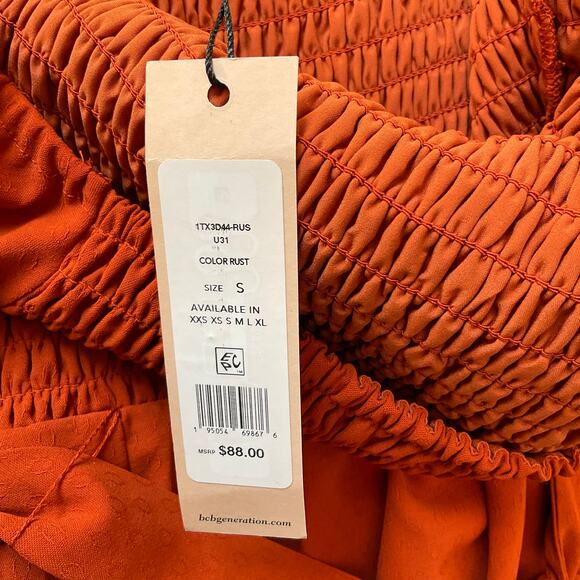 1TX3D44-RUS
U31
COLOR RUST
SIZE S
AVAILABLE IN
XXS XS S M L XL
EPC
1 95054 69867 6
MSRP $88.00
bcbgeneration.com